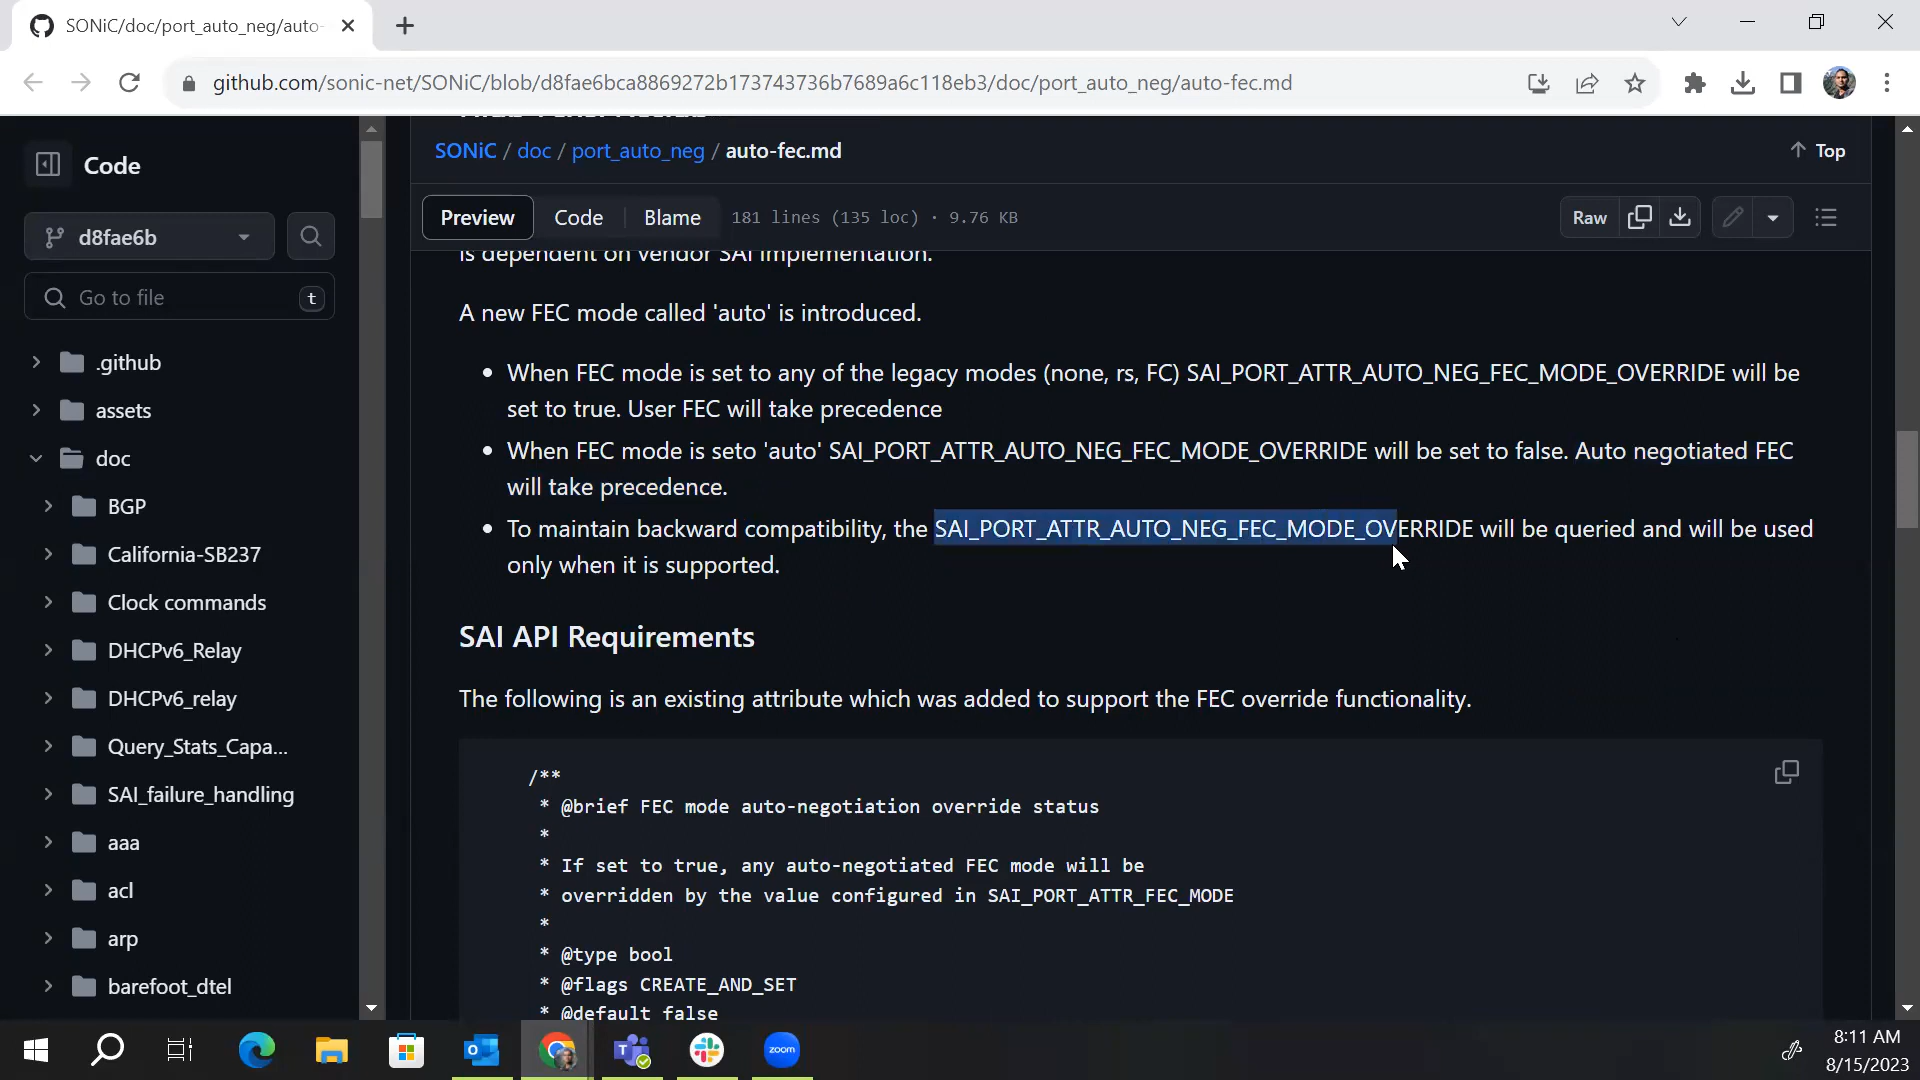 SONiC/doc/port_auto_neg/auto-
github.com/sonic-net/SONiC/blob/d8fae6bca8869272b173743736b7689a6c118eb3/doc/port_auto_neg/auto-fec.md
Code
SONiC / doc / port_auto_neg / auto-fec.md
Top
d8fae6b
Preview
Code
Blame
181 lines (135 loc) · 9.76 KB
Raw
Go to file
t
is dependent on vendor SAI implementation.
A new FEC mode called 'auto' is introduced.
When FEC mode is set to any of the legacy modes (none, rs, FC) SAI_PORT_ATTR_AUTO_NEG_FEC_MODE_OVERRIDE will be
set to true. User FEC will take precedence
When FEC mode is seto 'auto' SAI_PORT_ATTR_AUTO_NEG_FEC_MODE_OVERRIDE will be set to false. Auto negotiated FEC
will take precedence.
To maintain backward compatibility, the SAI_PORT_ATTR_AUTO_NEG_FEC_MODE_OVERRIDE will be queried and will be used
only when it is supported.
SAI API Requirements
The following is an existing attribute which was added to support the FEC override functionality.
/**
* @brief FEC mode auto-negotiation override status
*
* If set to true, any auto-negotiated FEC mode will be
* overridden by the value configured in SAI_PORT_ATTR_FEC_MODE
*
* @type bool
* @flags CREATE_AND_SET
* @default false
.github
assets
doc
BGP
California-SB237
Clock commands
DHCPv6_Relay
DHCPv6_relay
Query_Stats_Capa...
SAI_failure_handling
aaa
acl
arp
barefoot_dtel
zoom
8:11 AM
8/15/2023